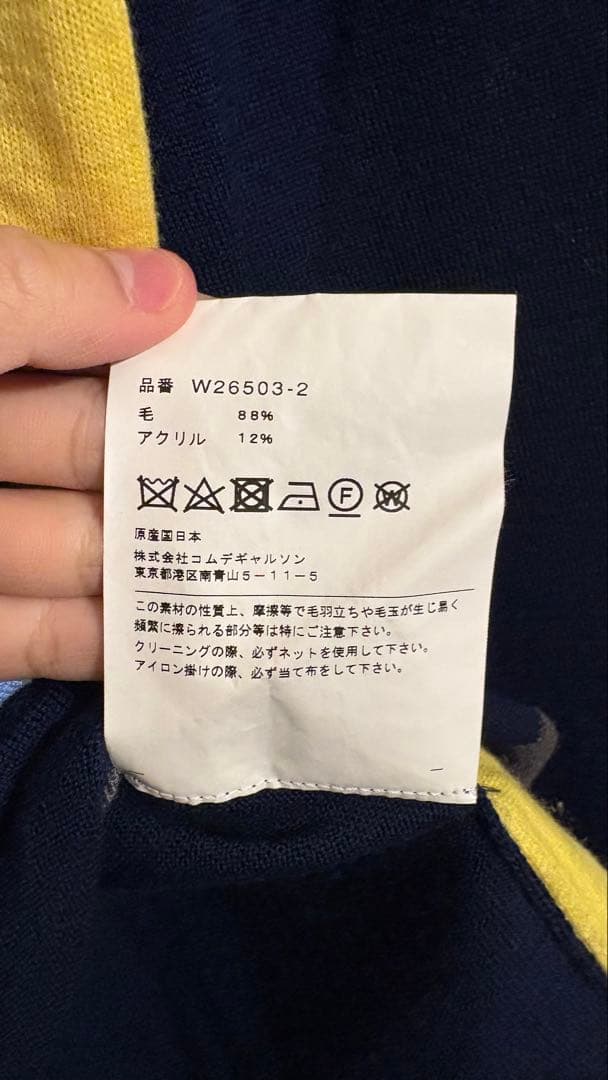 品番 W26503-2
毛 88%
アクリル 12%
F W
原産国日本
株式会社コムデギャルソン
東京都港区南青山5-11-5
この素材の性質上、摩擦等で毛羽立ちや毛玉が生じ易く
頻繁に擦られる部分等は特にご注意下さい。
クリーニングの際、必ずネットを使用して下さい。
アイロン掛けの際、必ず当て布をして下さい。